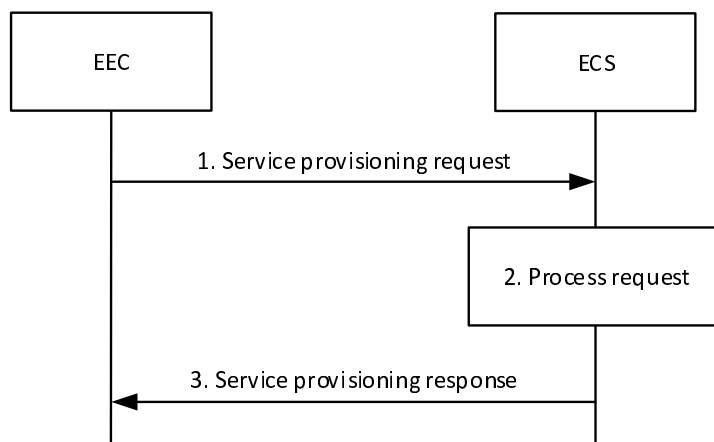 EEC
ECS
1. Service provisioning request
2. Process request
3. Service provisioning response